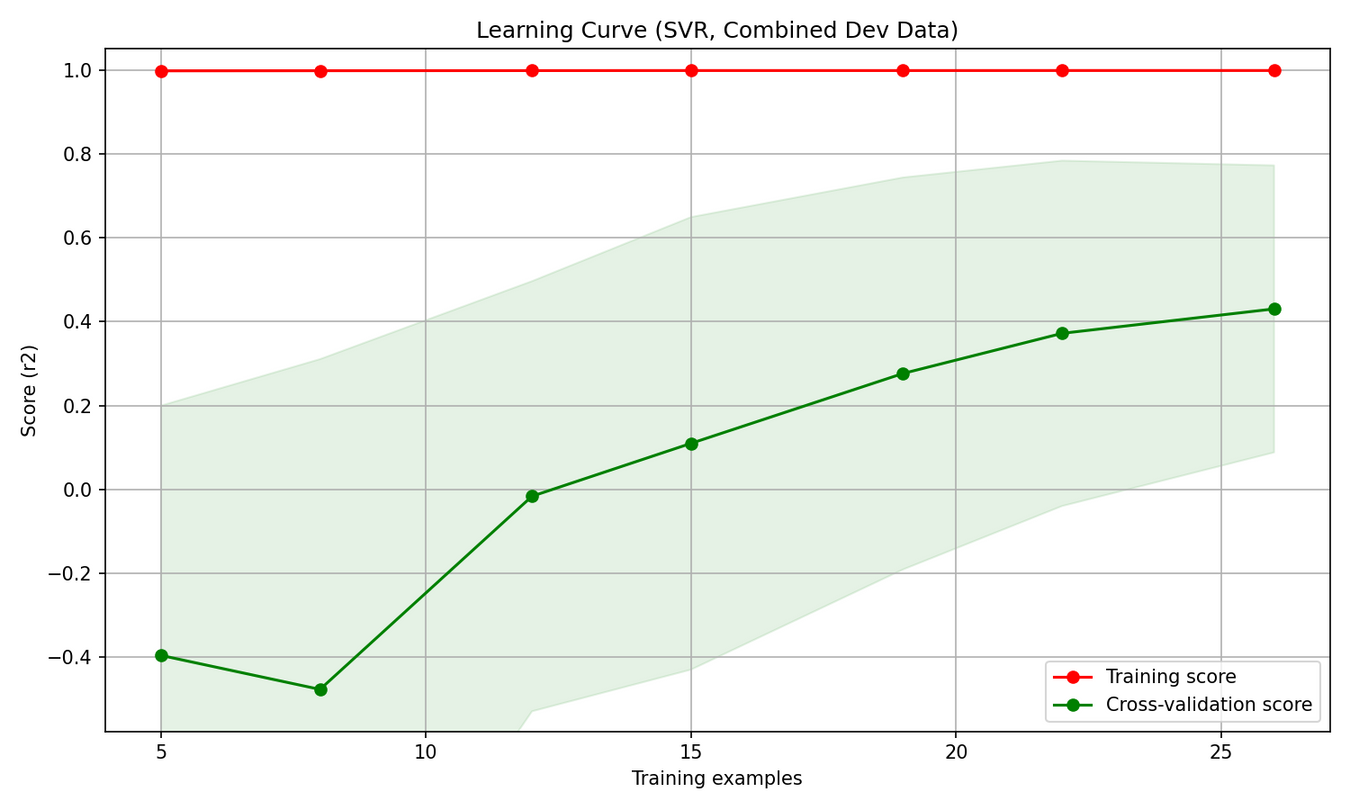 Learning Curve (SVR, Combined Dev Data)
1.0
0.8
0.6
0.4
0.2
0.0
−0.2
−0.4
Score (r2)
5
10
15
20
25
Training examples
Training score
Cross-validation score